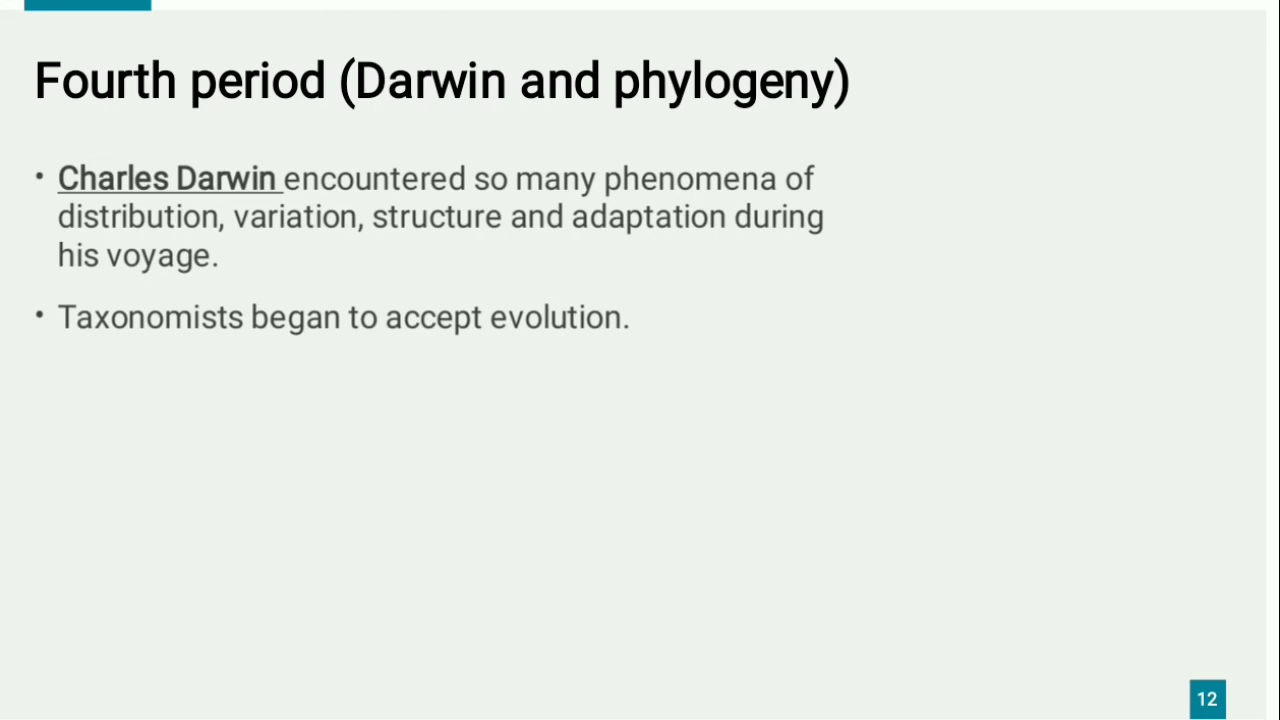 Fourth period (Darwin and phylogeny)
• Charles Darwin encountered so many phenomena of
distribution, variation, structure and adaptation during
his voyage.
• Taxonomists began to accept evolution.
12